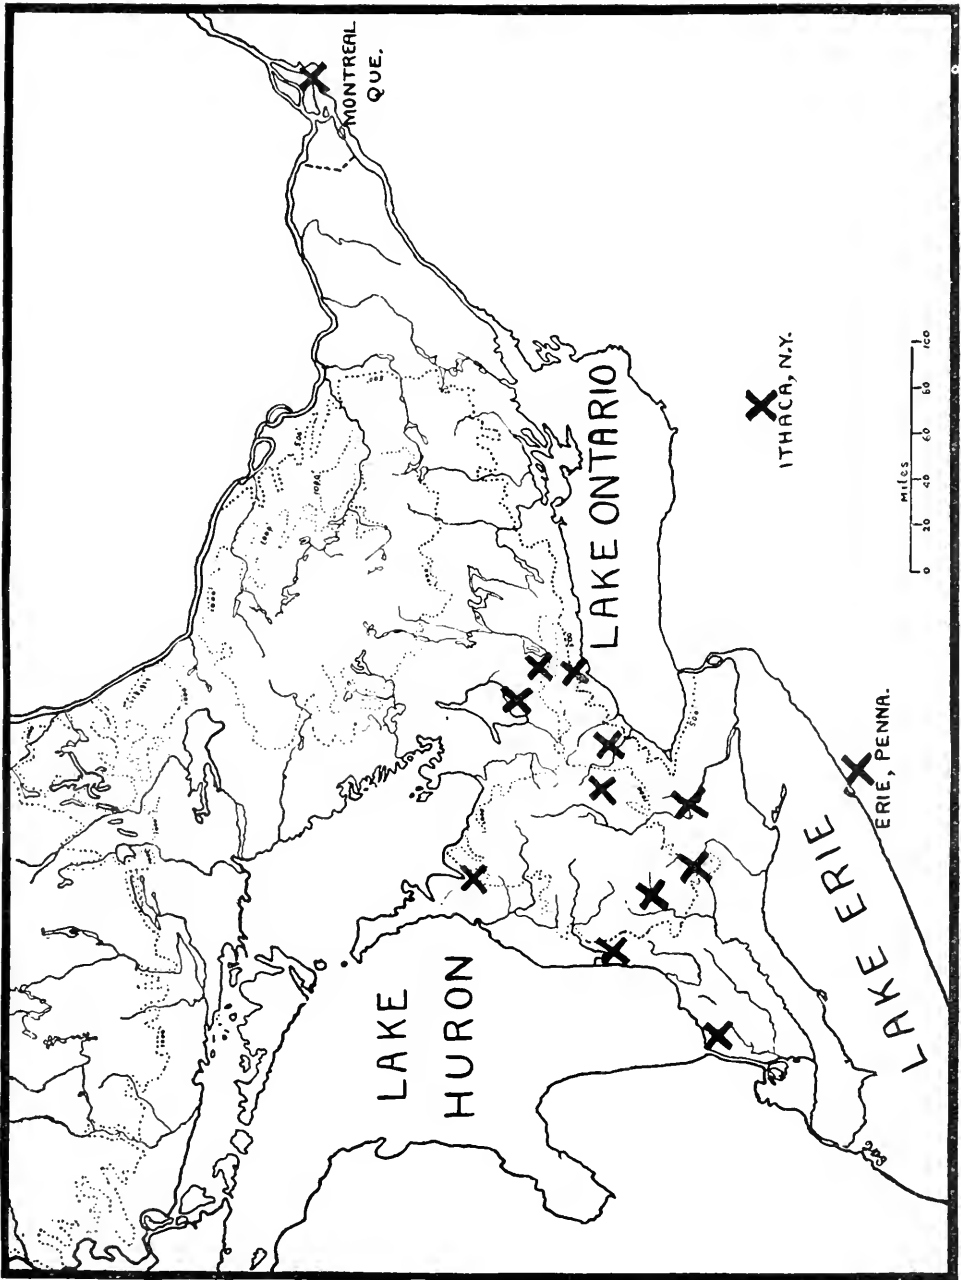 MONTREAL
QUE.
LAKE ONTARIO
ITHACA, N.Y.
Miles
0 20 40 60 80 100
LAKE
HURON
LAKE ERIE
ERIE, PENNA.